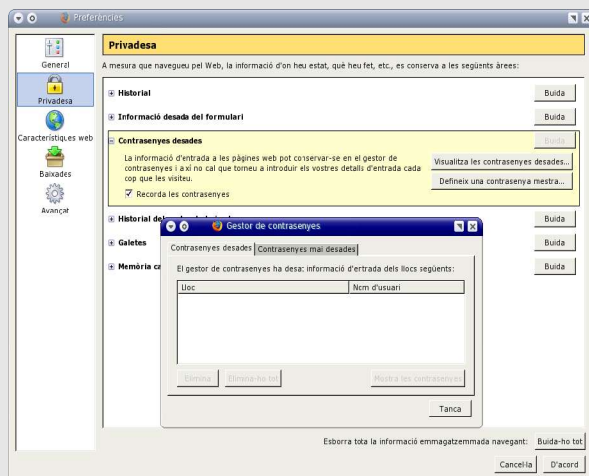 Preferències
Privadesa
A mesura que navegueu pel Web, la informació d'on heu estat, què heu fet, etc., es conserva a les següents àrees:
General
Privadesa
Característiques web
Baixades
Avançat
Historial
Buida
Informació desada del formulari
Buida
Contrasenyes desades
Buida
La informació d'entrada a les pàgines web pot conservar-se en el gestor de
contrasenyes i així no cal que torneu a introduir els vostres detalls d'entrada cada
cop que les visiteu.
Visualitza les contrasenyes desades...
Defineix una contrasenya mestra...
Recorda les contrasenyes
Historial del
Buida
Galetes
Buida
Memòria ca
Buida
Gestor de contrasenyes
Contrasenyes desades
Contrasenyes mai desades
El gestor de contrasenyes ha desat informació d'entrada dels llocs següents:
Lloc
Nom d'usuari
Elimina
Elimina-ho tot
Mostra les contrasenyes
Tanca
Esborra tota la informació emmagatzemmada navegant:
Buida-ho tot
Cancel·la
D'acord